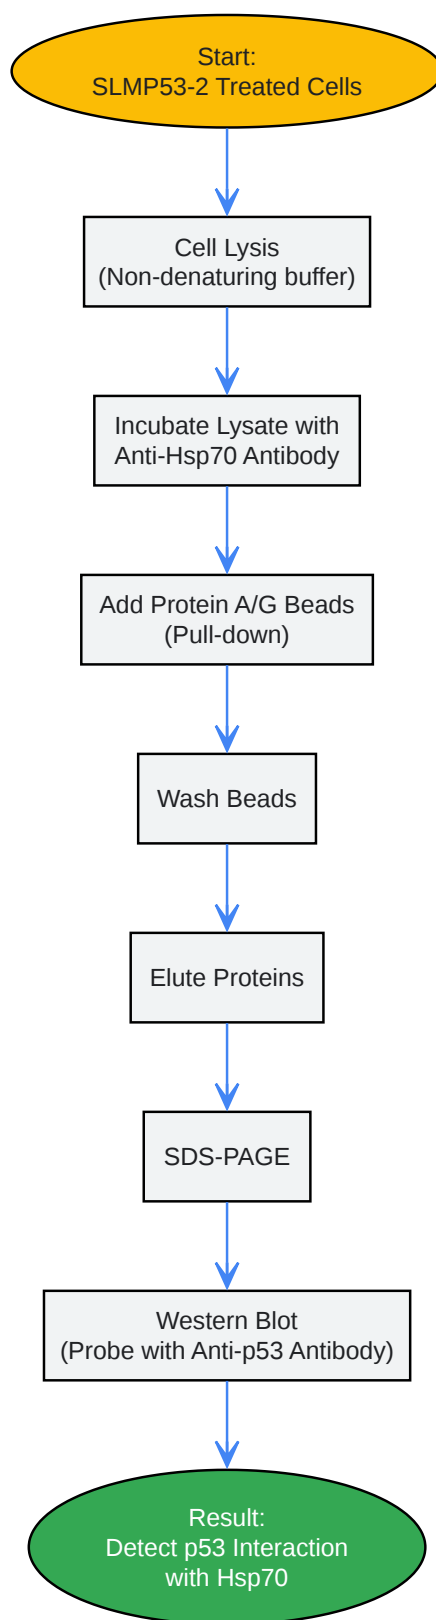 Start:
SLMP53-2 Treated Cells
Cell Lysis
(Non-denaturing buffer)
Incubate Lysate with
Anti-Hsp70 Antibody
Add Protein A/G Beads
(Pull-down)
Wash Beads
Elute Proteins
SDS-PAGE
Western Blot
(Probe with Anti-p53 Antibody)
Result:
Detect p53 Interaction
with Hsp70